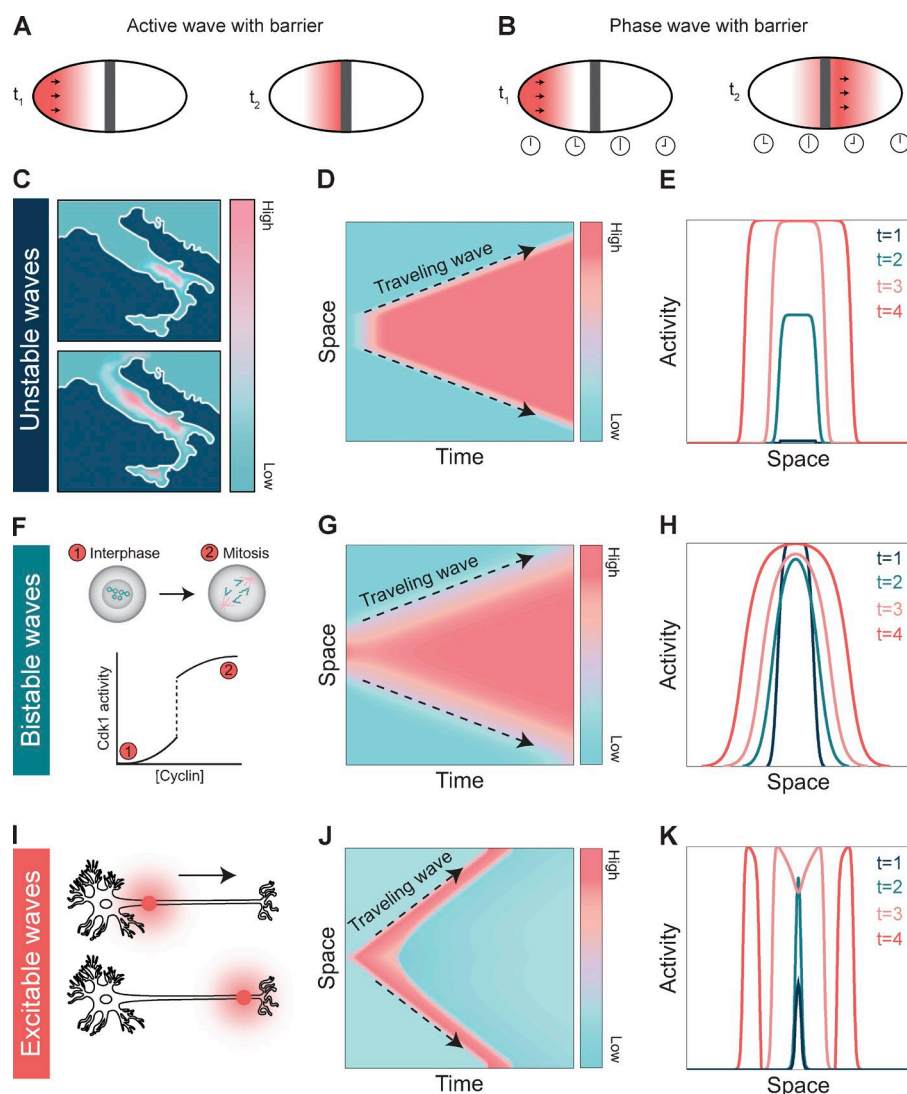 A
Active wave with barrier
t1
t2
B
Phase wave with barrier
t1
t2
C
Unstable waves
High
Low
D
Space
Traveling wave
High
Low
Time
E
Activity
t=1
t=2
t=3
t=4
Space
F
Bistable waves
1 Interphase
2 Mitosis
Cdk1 activity
1
2
[Cyclin]
G
Space
Traveling wave
High
Low
Time
H
Activity
t=1
t=2
t=3
t=4
Space
I
Excitable waves
J
Space
Traveling wave
High
Low
Time
K
Activity
t=1
t=2
t=3
t=4
Space